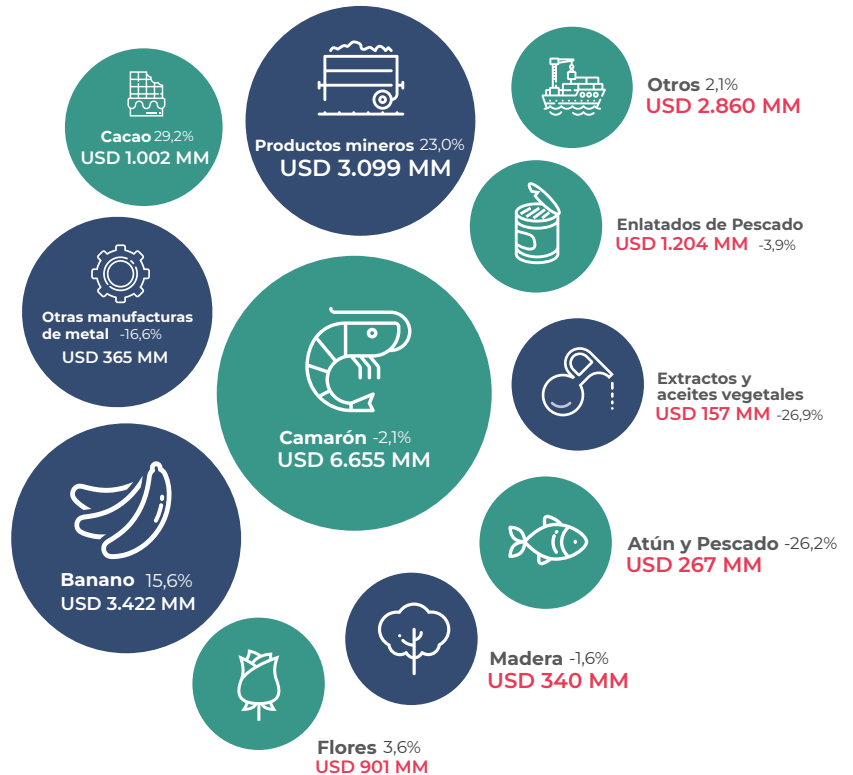 Cacao 29,2%
USD 1.002 MM
Productos mineros 23,0%
USD 3.099 MM
Otros 2,1%
USD 2.860 MM
Enlatados de Pescado
USD 1.204 MM -3,9%
Otras manufacturas
de metal -16,6%
USD 365 MM
Camarón -2,1%
USD 6.655 MM
Extractos y
aceites vegetales
USD 157 MM -26,9%
Banano 15,6%
USD 3.422 MM
Atún y Pescado -26,2%
USD 267 MM
Madera -1,6%
USD 340 MM
Flores 3,6%
USD 901 MM